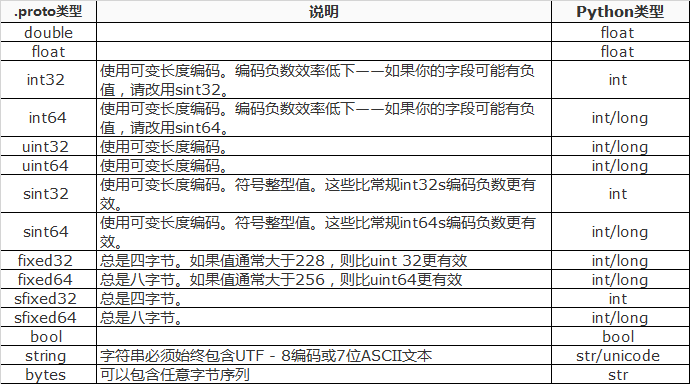 .proto类型 说明 Python类型
double float
float float
int32 使用可变长度编码。编码负数效率低下——如果你的字段可能有负 int
值，请改用sint32。
int64 使用可变长度编码。编码负数效率低下——如果你的字段可能有负 int/long
值，请改用sint64。
uint32 使用可变长度编码。 int/long
uint64 使用可变长度编码。 int/long
sint32 使用可变长度编码。符号整型值。这些比常规int32s编码负数更有 int
效。
sint64 使用可变长度编码。符号整型值。这些比常规int64s编码负数更有 int/long
效。
fixed32 总是四字节。如果值通常大于228，则比uint 32更有效 int/long
fixed64 总是八字节。如果值通常大于256，则比uint64更有效 int/long
sfixed32 总是四字节。 int
sfixed64 总是八字节。 int/long
bool bool
string 字符串必须始终包含UTF - 8编码或7位ASCII文本 str/unicode
bytes 可以包含任意字节序列 str